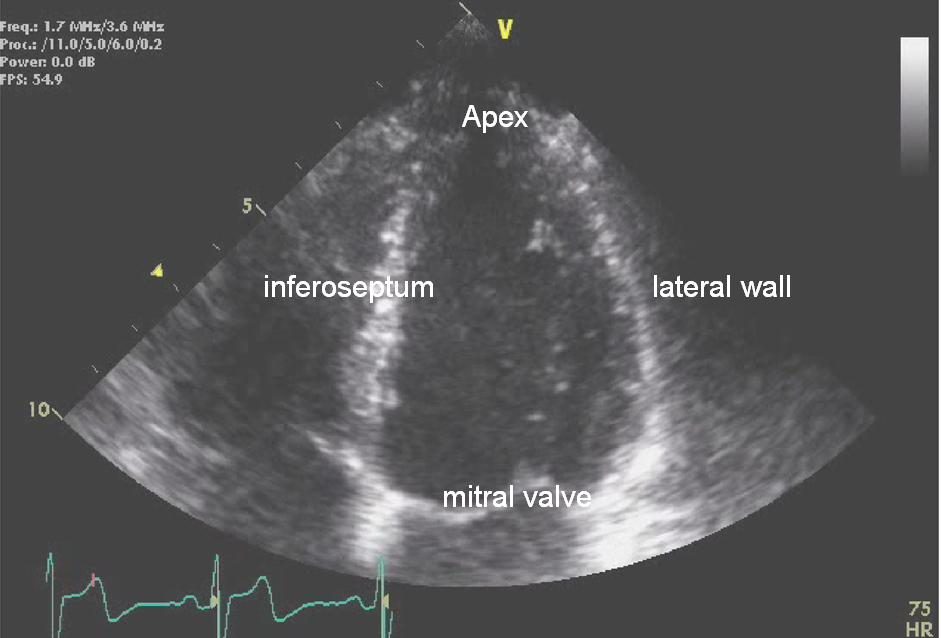 Freq.: 1.7 MHz/3.6 MHz
Proc.: /11.0/5.0/6.0/0.2
Power: 0.0 dB
FPS: 54.9
V
Apex
5
inferoseptum
lateral wall
10
mitral valve
75
HR